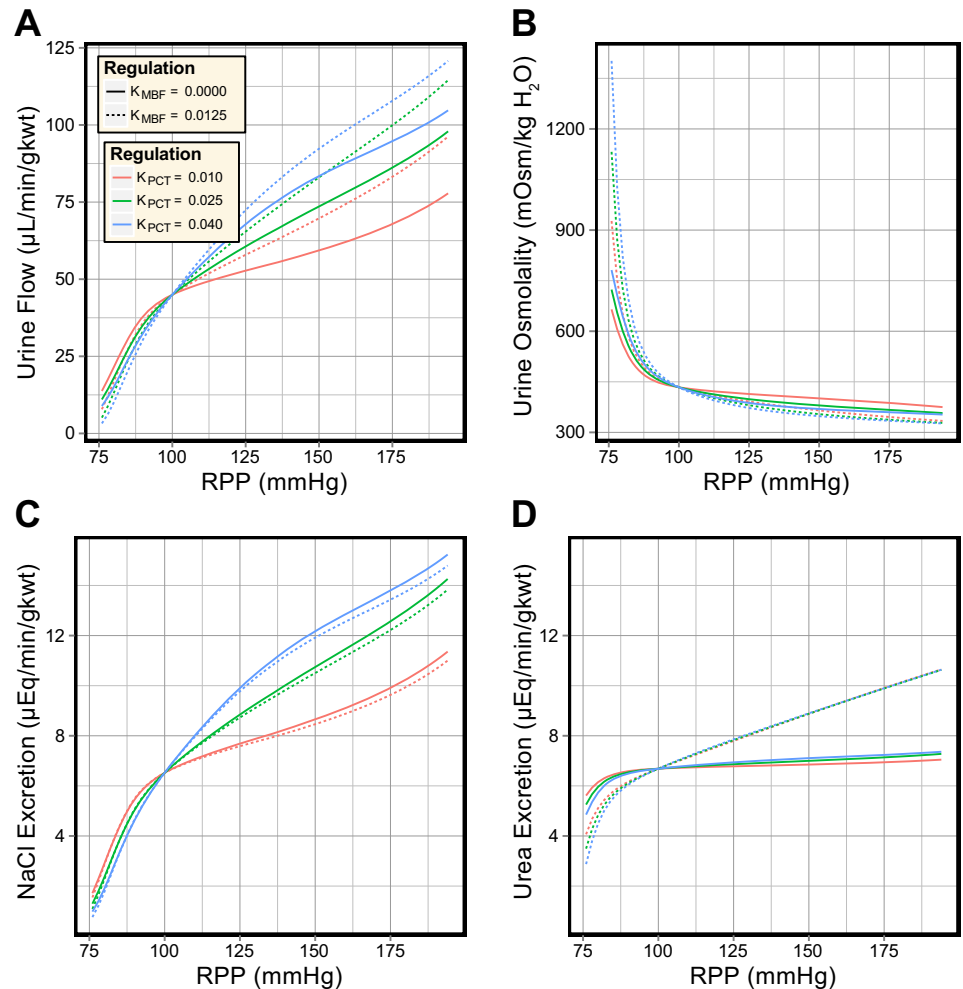 A
Urine Flow (µL/min/gkwt)
125
100
75
50
25
0
Regulation
K_MBF = 0.0000
K_MBF = 0.0125
Regulation
K_PCT = 0.010
K_PCT = 0.025
K_PCT = 0.040
75 100 125 150 175
RPP (mmHg)
B
Urine Osmolality (mOsm/kg H₂O)
1200
900
600
300
75 100 125 150 175
RPP (mmHg)
C
NaCl Excretion (µEq/min/gkwt)
12
8
4
75 100 125 150 175
RPP (mmHg)
D
Urea Excretion (µEq/min/gkwt)
12
8
4
75 100 125 150 175
RPP (mmHg)